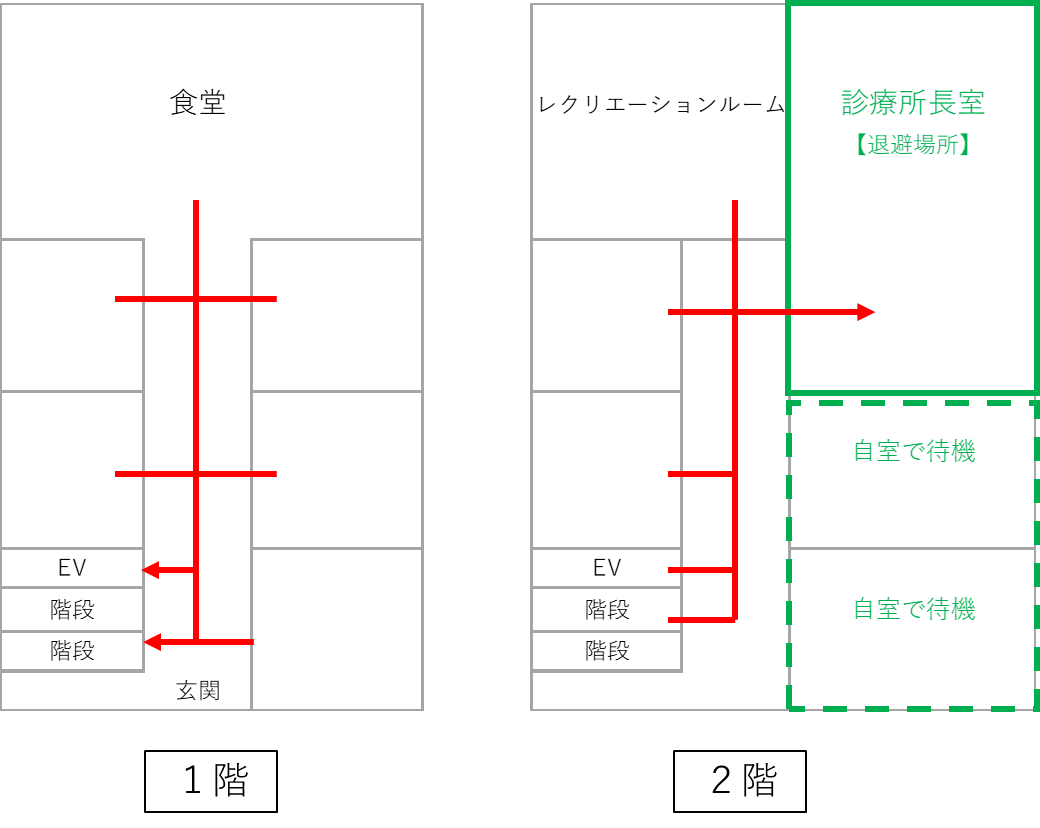 食堂
EV
階段
階段
玄関
1階
レクリエーションルーム
診療所長室
【退避場所】
自室で待機
自室で待機
EV
階段
階段
2階